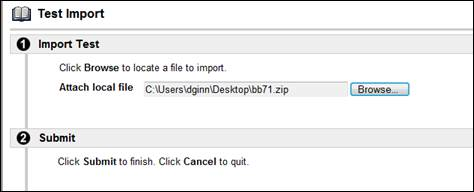 Test Import
1 Import Test
Click Browse to locate a file to import.
Attach local file C:\Users\dginn\Desktop\bb71.zip Browse...
2 Submit
Click Submit to finish. Click Cancel to quit.